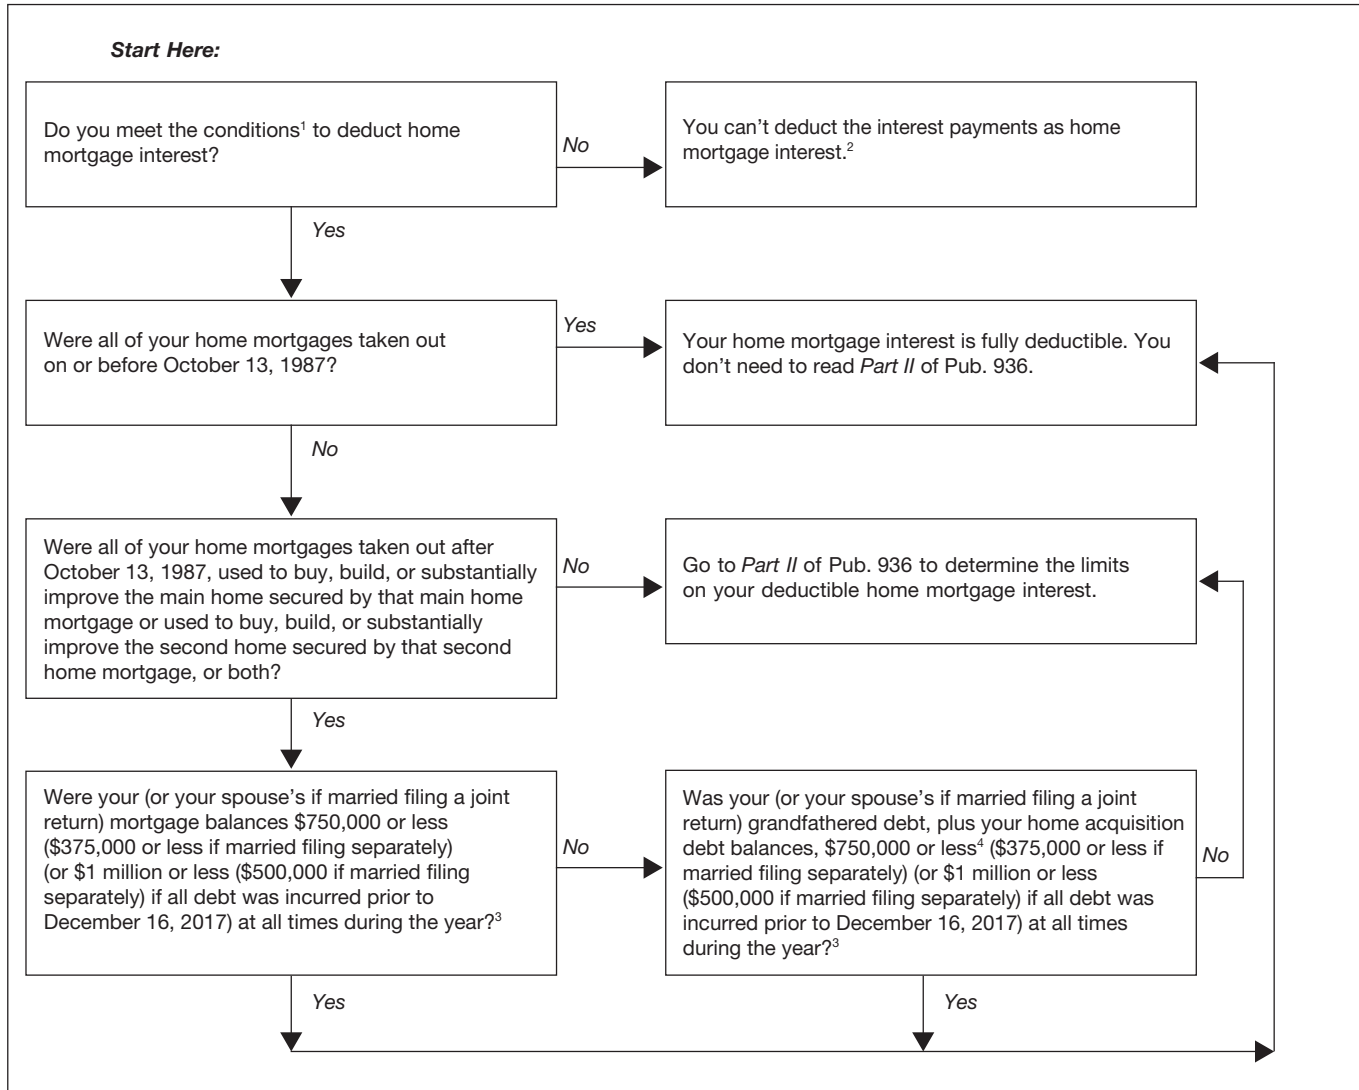 Start Here:
Do you meet the conditions¹ to deduct home
mortgage interest?
No
You can’t deduct the interest payments as home
mortgage interest.²
Yes
Were all of your home mortgages taken out
on or before October 13, 1987?
Yes
Your home mortgage interest is fully deductible. You
don’t need to read Part II of Pub. 936.
No
Were all of your home mortgages taken out after
October 13, 1987, used to buy, build, or substantially
improve the main home secured by that main home
mortgage or used to buy, build, or substantially
improve the second home secured by that second
home mortgage, or both?
No
Go to Part II of Pub. 936 to determine the limits
on your deductible home mortgage interest.
Yes
Were your (or your spouse’s if married filing a joint
return) mortgage balances $750,000 or less
($375,000 or less if married filing separately)
(or $1 million or less ($500,000 if married filing
separately) if all debt was incurred prior to
December 16, 2017) at all times during the year?³
No
Was your (or your spouse’s if married filing a joint
return) grandfathered debt, plus your home acquisition
debt balances, $750,000 or less⁴ ($375,000 or less if
married filing separately) (or $1 million or less
($500,000 if married filing separately) if all debt was
incurred prior to December 16, 2017) at all times
during the year?³
No
Yes
Yes